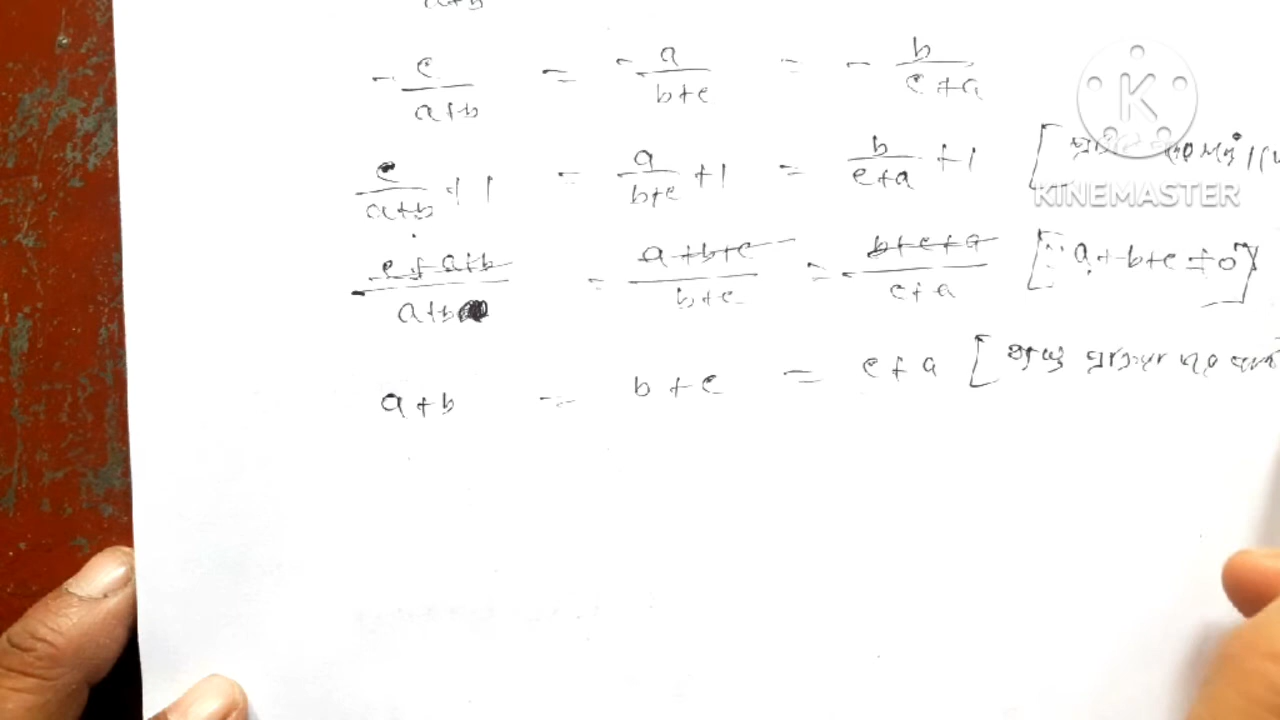 a+b
- c/(a+b) = - a/(b+c) = - b/(c+a)
c/(a+b) + 1 = a/(b+c) + 1 = b/(c+a) + 1 [
KINEMASTER
(c+a+b)/(a+b) = (a+b+c)/(b+c) = (b+c+a)/(c+a) [∵ a+b+c ≠ 0]
a+b = b+c = c+a [